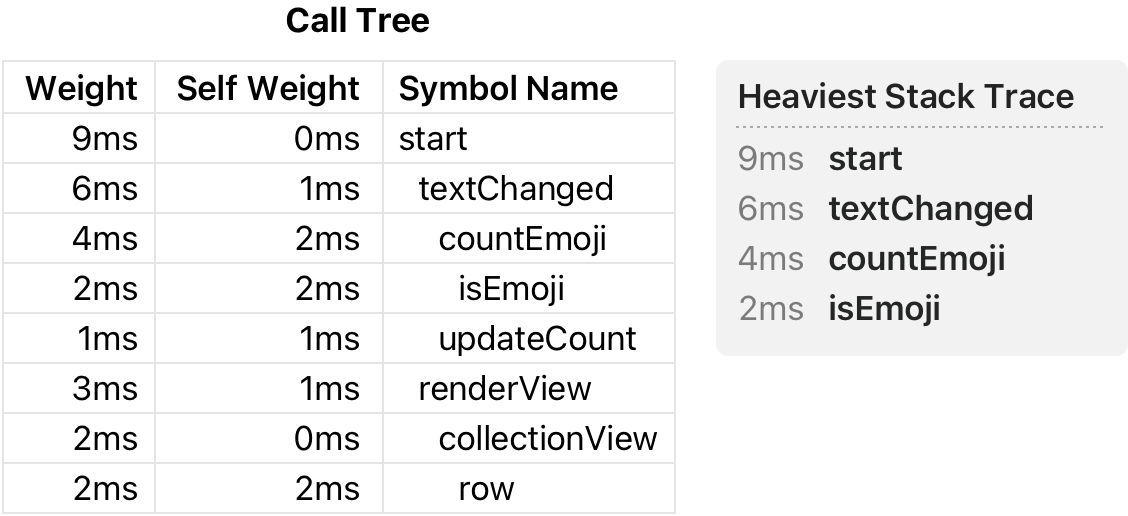 Call Tree
Weight Self Weight Symbol Name
9ms 0ms start
6ms 1ms textChanged
4ms 2ms countEmoji
2ms 2ms isEmoji
1ms 1ms updateCount
3ms 1ms renderView
2ms 0ms collectionView
2ms 2ms row
Heaviest Stack Trace
9ms start
6ms textChanged
4ms countEmoji
2ms isEmoji